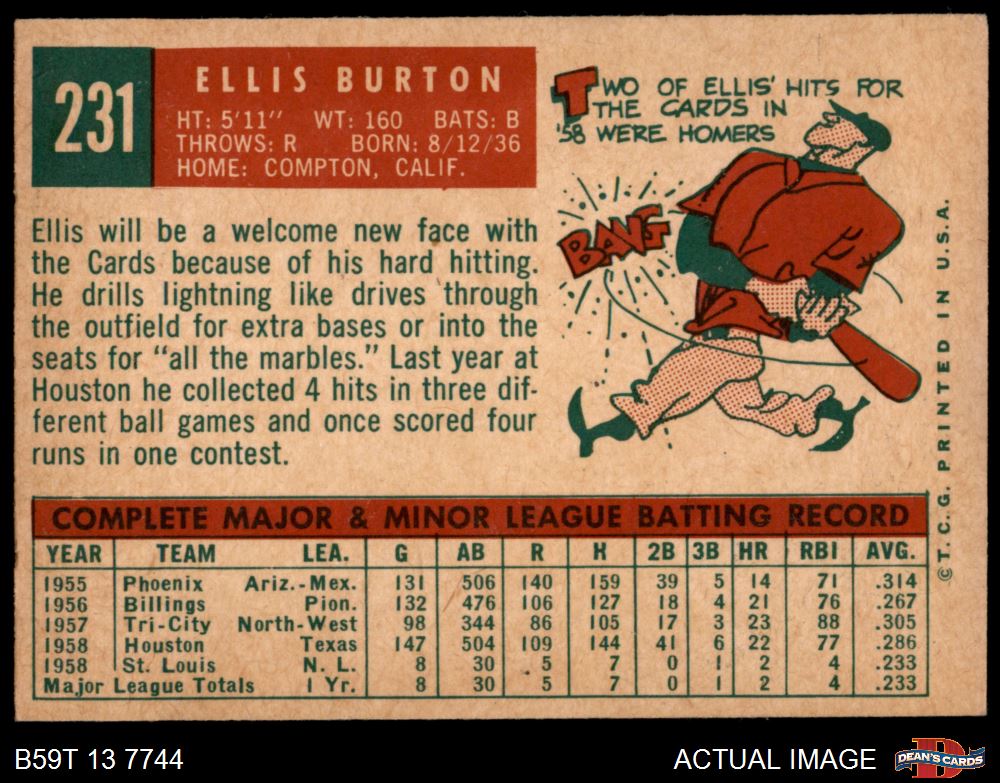 231
ELLIS BURTON
HT: 5'11" WT: 160 BATS: B
THROWS: R BORN: 8/12/36
HOME: COMPTON, CALIF.
TWO OF ELLIS' HITS FOR
THE CARDS IN
'58 WERE HOMERS
BANG
Ellis will be a welcome new face with
the Cards because of his hard hitting.
He drills lightning like drives through
the outfield for extra bases or into the
seats for "all the marbles." Last year at
Houston he collected 4 hits in three dif-
ferent ball games and once scored four
runs in one contest.
©T. C. G. PRINTED IN U.S.A.
COMPLETE MAJOR & MINOR LEAGUE BATTING RECORD
YEAR TEAM LEA. G AB R H 2B 3B HR RBI AVG.
1955 Phoenix Ariz.-Mex. 131 506 140 159 39 5 14 71 .314
1956 Billings Pion. 132 476 106 127 18 4 21 76 .267
1957 Tri-City North-West 98 344 86 105 17 3 23 88 .305
1958 Houston Texas 147 504 109 144 41 6 22 77 .286
1958 St. Louis N. L. 8 30 5 7 0 1 2 4 .233
Major League Totals 1 Yr. 8 30 5 7 0 1 2 4 .233
B59T 13 7744
ACTUAL IMAGE
DEAN'S CARDS